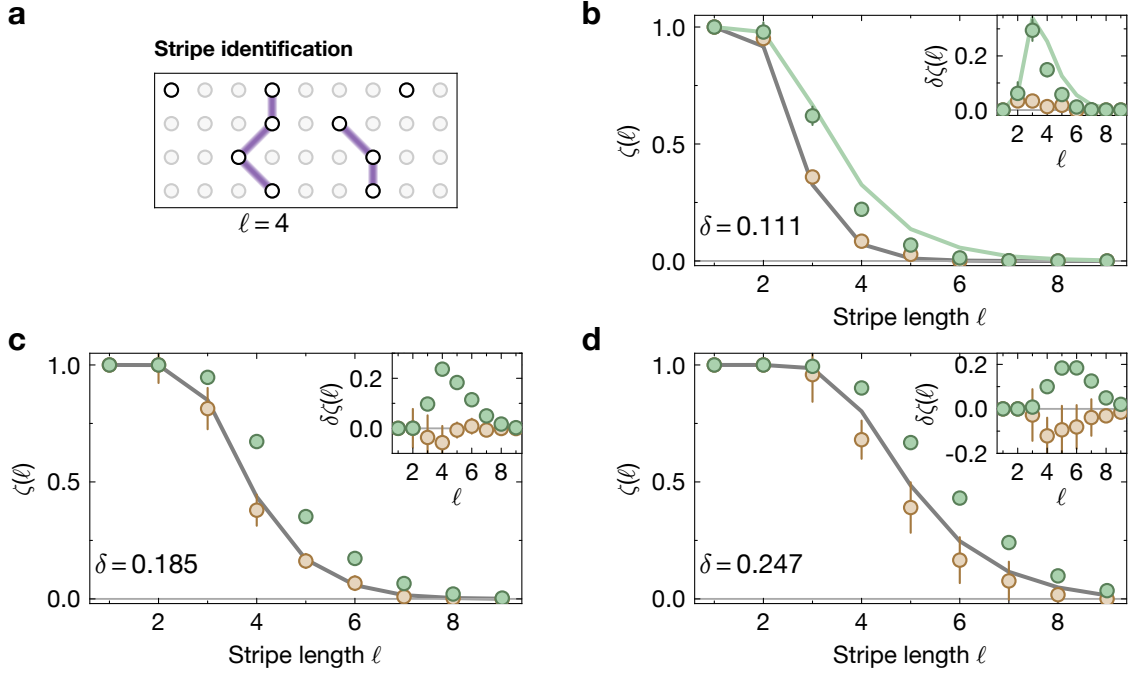 a
Stripe identification
ℓ = 4
b
1.0
0.5
0.0
ζ(ℓ)
δ = 0.111
2 4 6 8
Stripe length ℓ
0.2
0.0
δζ(ℓ)
2 4 6 8
ℓ
c
1.0
0.5
0.0
ζ(ℓ)
δ = 0.185
2 4 6 8
Stripe length ℓ
0.2
0.0
δζ(ℓ)
2 4 6 8
ℓ
d
1.0
0.5
0.0
ζ(ℓ)
δ = 0.247
2 4 6 8
Stripe length ℓ
0.2
0.0
-0.2
δζ(ℓ)
2 4 6 8
ℓ